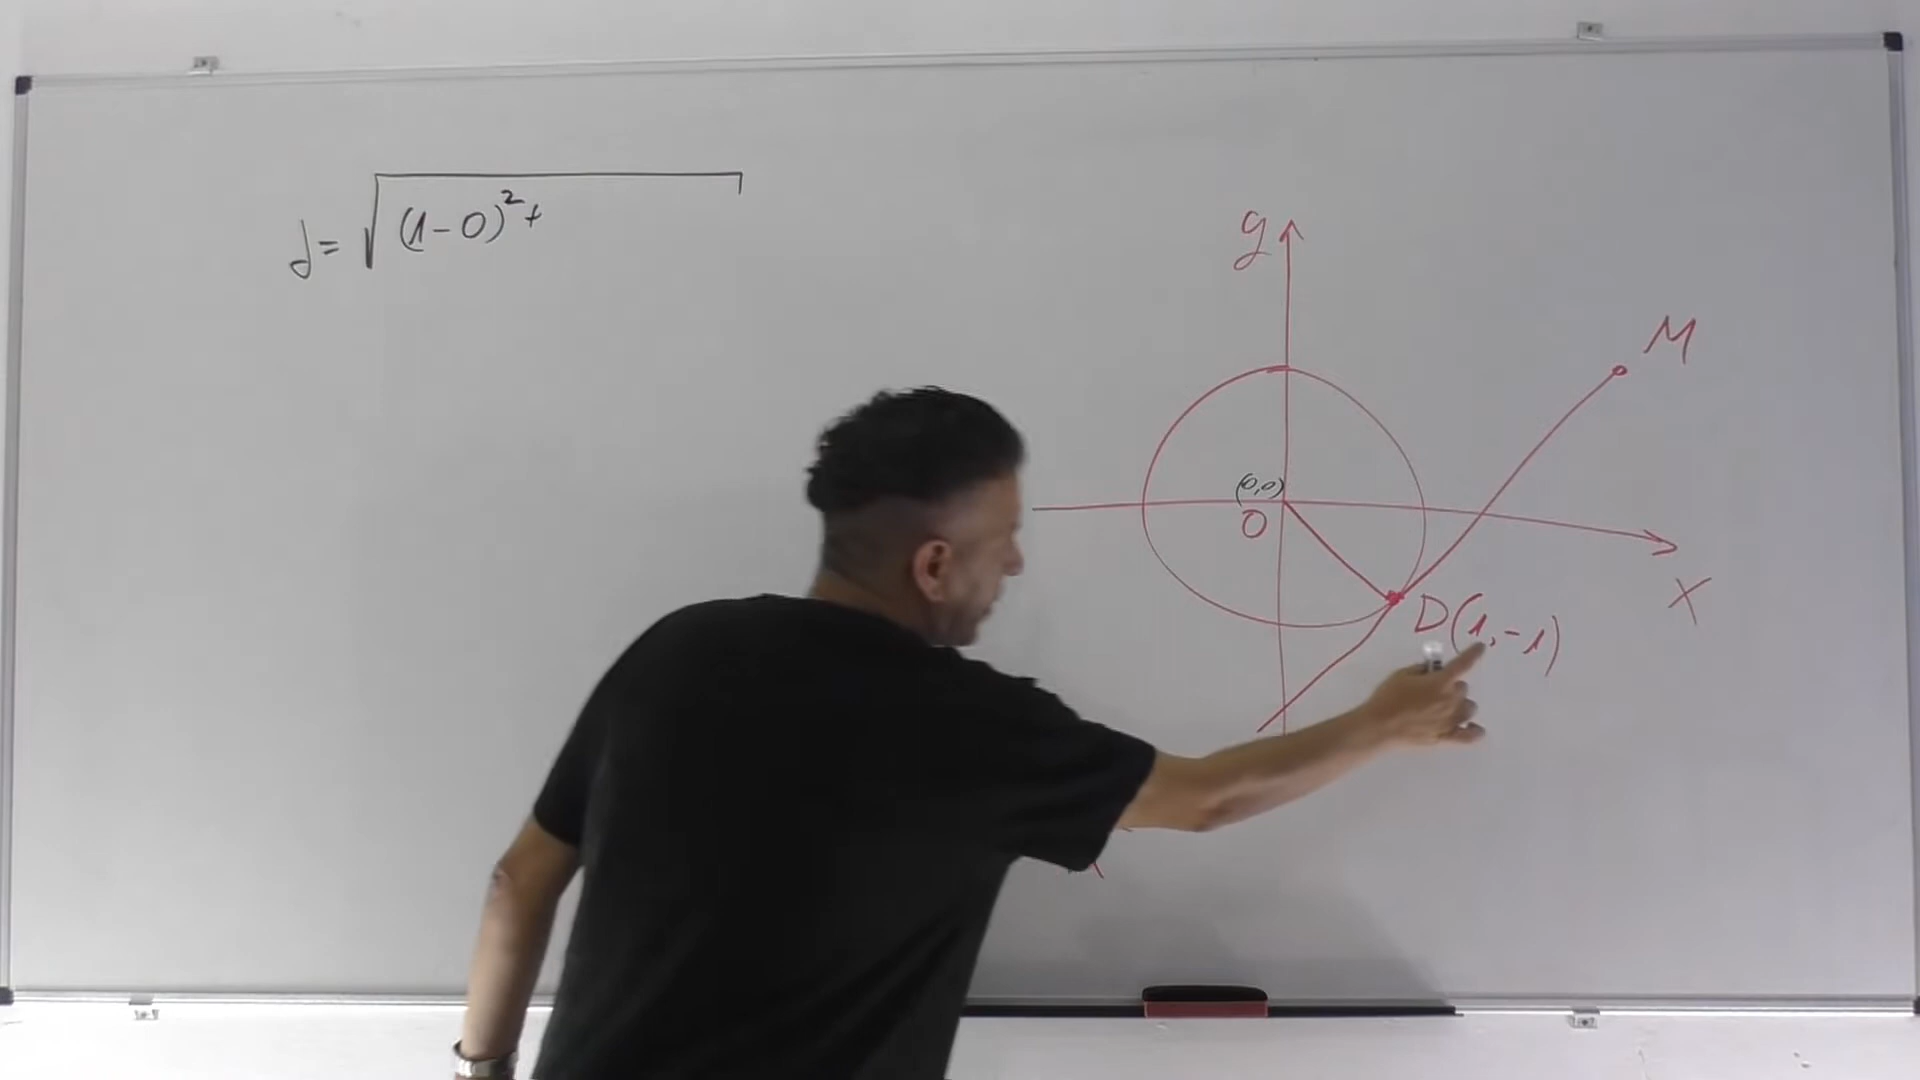 d = √(1-0)² +
y
M
(0,0)
O
D(1,-1)
X